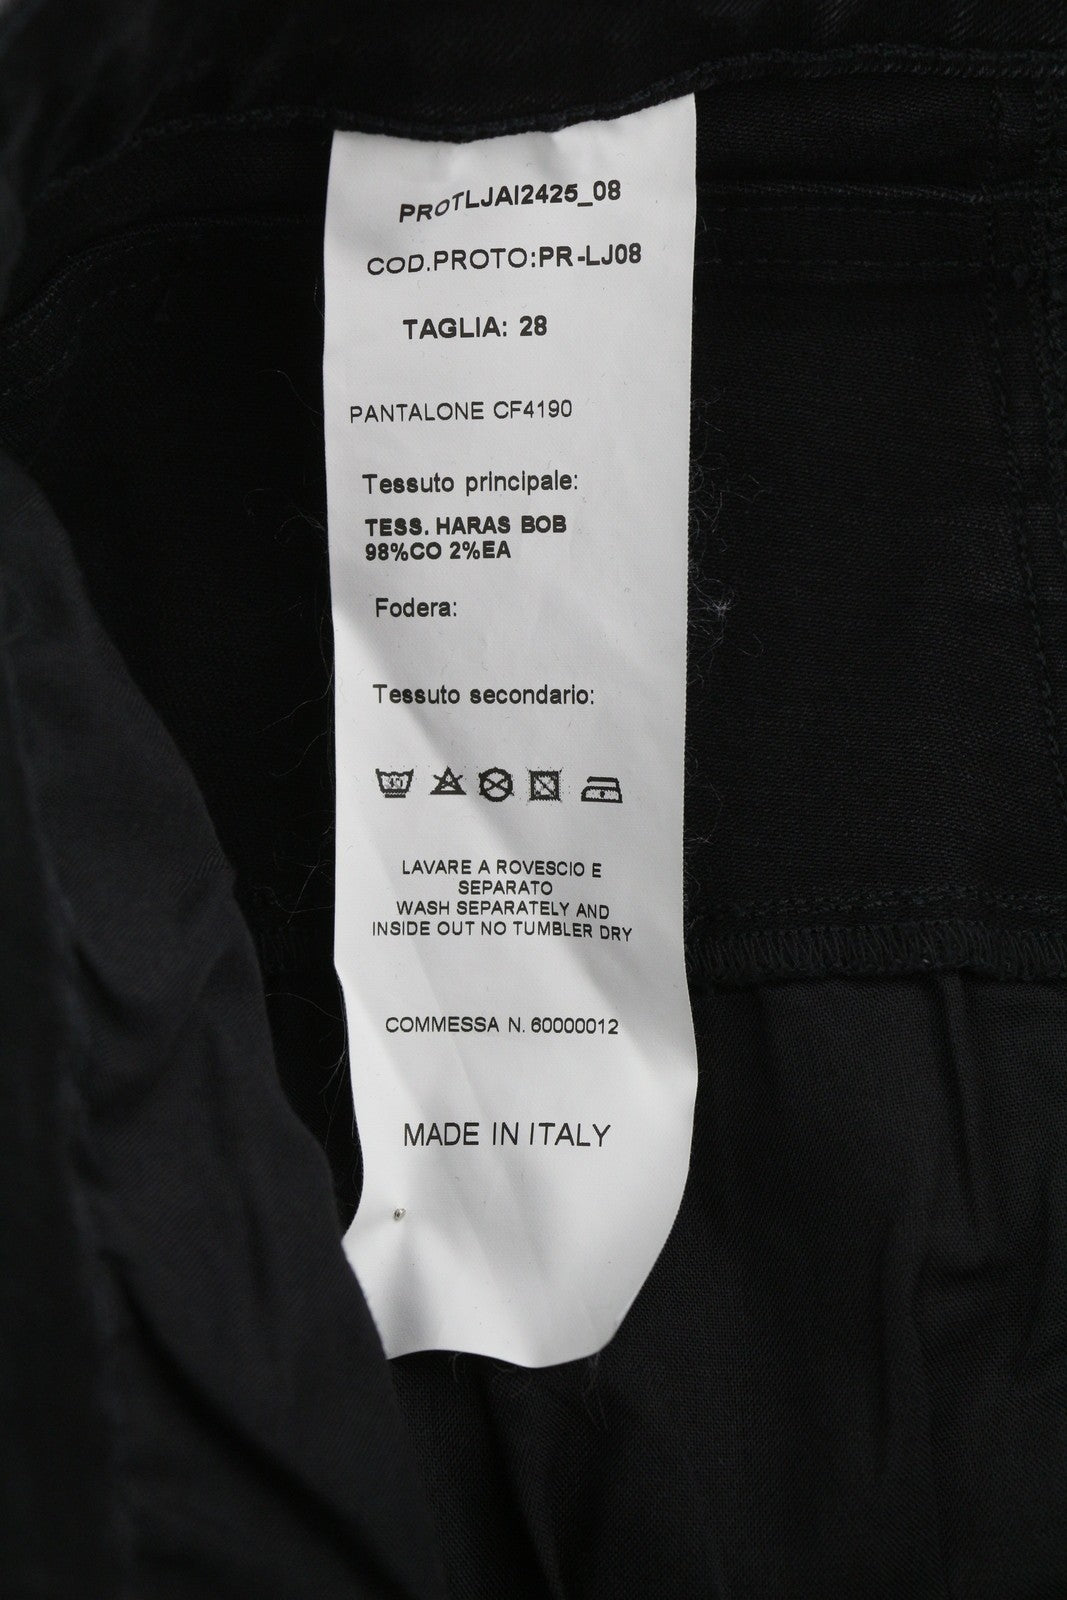 PROTLJAI2425_08
COD.PROTO:PR-LJ08
TAGLIA: 28
PANTALONE CF4190
Tessuto principale:
TESS. HARAS BOB
98%CO 2%EA
Fodera:
Tessuto secondario:
LAVARE A ROVESCIO E
SEPARATO
WASH SEPARATELY AND
INSIDE OUT NO TUMBLER DRY
COMMESSA N. 60000012
MADE IN ITALY